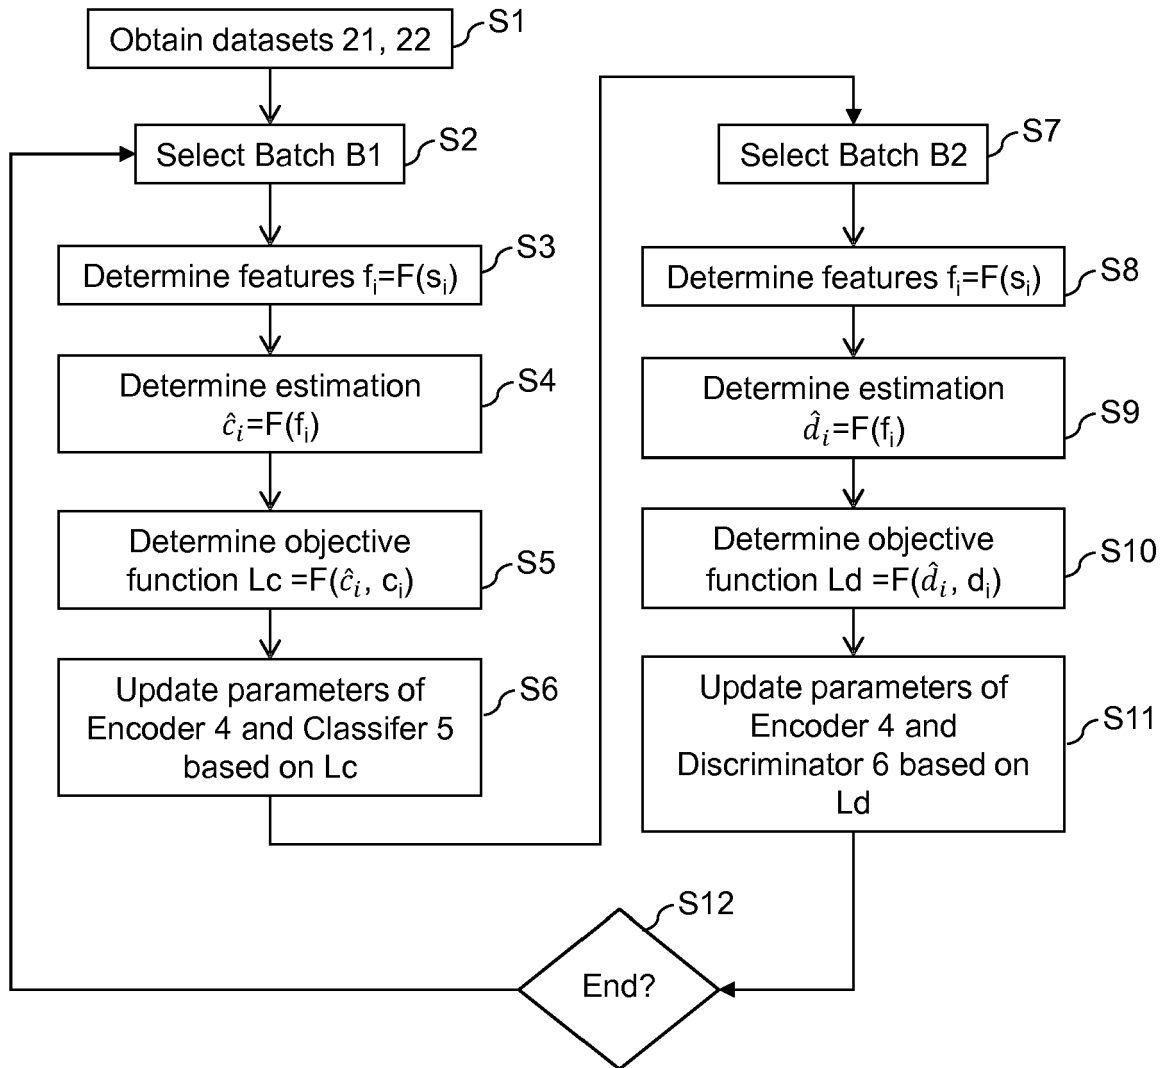 Obtain datasets 21, 22
S1
Select Batch B1
S2
Determine features fᵢ=F(sᵢ)
S3
Determine estimation
ĉᵢ=F(fᵢ)
S4
Determine objective
function Lc =F(ĉᵢ, cᵢ)
S5
Update parameters of
Encoder 4 and Classifer 5
based on Lc
S6
Select Batch B2
S7
Determine features fᵢ=F(sᵢ)
S8
Determine estimation
d̂ᵢ=F(fᵢ)
S9
Determine objective
function Ld =F(d̂ᵢ, dᵢ)
S10
Update parameters of
Encoder 4 and
Discriminator 6 based on
Ld
S11
End?
S12